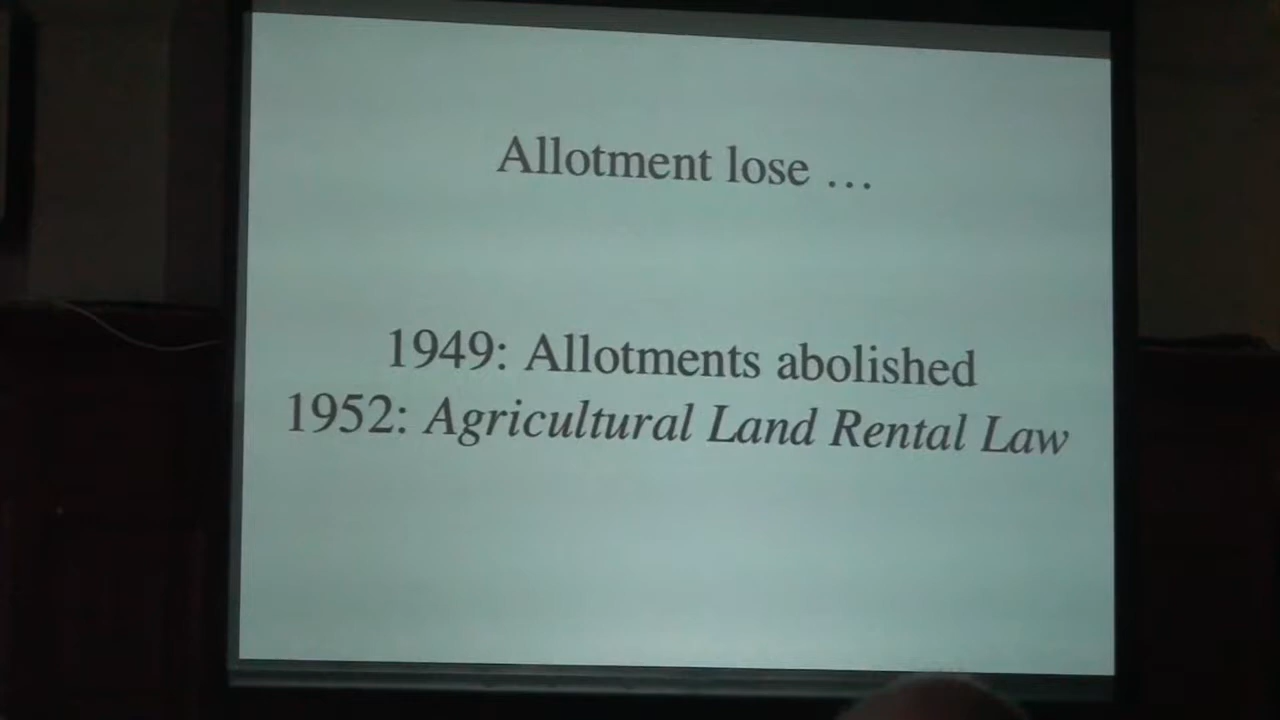 Allotment lose …
1949: Allotments abolished
1952: Agricultural Land Rental Law